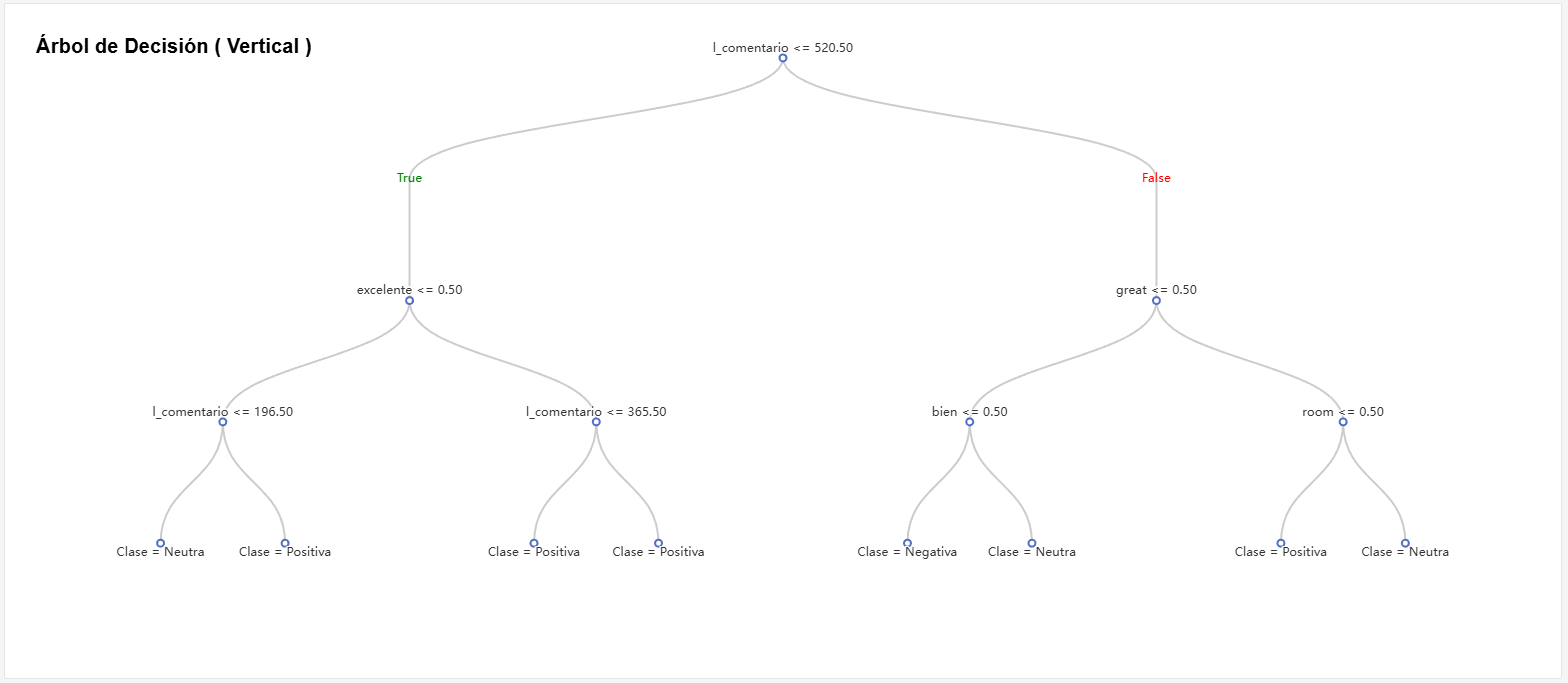 Árbol de Decisión ( Vertical )
l_comentario <= 520.50
True
False
excelente <= 0.50
great <= 0.50
l_comentario <= 196.50
l_comentario <= 365.50
bien <= 0.50
room <= 0.50
Clase = Neutra
Clase = Positiva
Clase = Positiva
Clase = Positiva
Clase = Negativa
Clase = Neutra
Clase = Positiva
Clase = Neutra